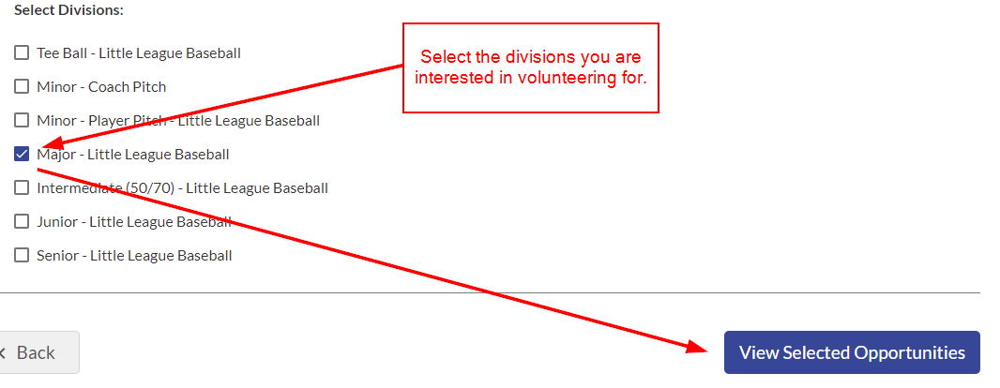 Select Divisions:
Tee Ball - Little League Baseball
Select the divisions you are
interested in volunteering for.
Minor - Coach Pitch
Minor - Player Pitch - Little League Baseball
Major - Little League Baseball
Intermediate (50/70) - Little League Baseball
Junior - Little League Baseball
Senior - Little League Baseball
Back
View Selected Opportunities